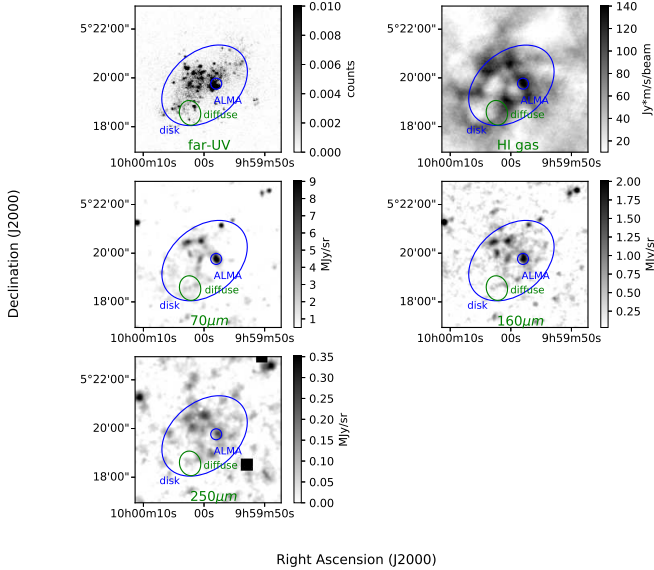 5°22'00"
20'00"
18'00"
10h00m10s 00s 9h59m50s
0.010
0.008
0.006
0.004
0.002
0.000
counts
ALMA
diffuse
disk
far-UV
5°22'00"
20'00"
18'00"
10h00m10s 00s 9h59m50s
140
120
100
80
60
40
20
Jy*m/s/beam
ALMA
diffuse
disk
HI gas
5°22'00"
20'00"
18'00"
10h00m10s 00s 9h59m50s
9
8
7
6
5
4
3
2
1
MJy/sr
ALMA
diffuse
disk
70μm
5°22'00"
20'00"
18'00"
10h00m10s 00s 9h59m50s
2.00
1.75
1.50
1.25
1.00
0.75
0.50
0.25
MJy/sr
ALMA
diffuse
disk
160μm
5°22'00"
20'00"
18'00"
10h00m10s 00s 9h59m50s
0.35
0.30
0.25
0.20
0.15
0.10
0.05
0.00
MJy/sr
ALMA
diffuse
disk
250μm
Declination (J2000)
Right Ascension (J2000)